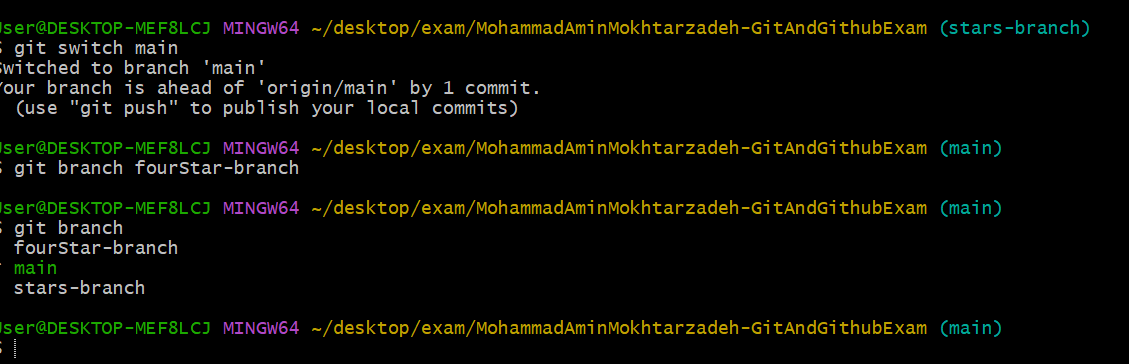 User@DESKTOP-MEF8LCJ MINGW64 ~/desktop/exam/MohammadAminMokhtarzadeh-GitAndGithubExam (stars-branch)
$ git switch main
Switched to branch 'main'
Your branch is ahead of 'origin/main' by 1 commit.
  (use "git push" to publish your local commits)

User@DESKTOP-MEF8LCJ MINGW64 ~/desktop/exam/MohammadAminMokhtarzadeh-GitAndGithubExam (main)
$ git branch fourStar-branch

User@DESKTOP-MEF8LCJ MINGW64 ~/desktop/exam/MohammadAminMokhtarzadeh-GitAndGithubExam (main)
$ git branch
  fourStar-branch
* main
  stars-branch

User@DESKTOP-MEF8LCJ MINGW64 ~/desktop/exam/MohammadAminMokhtarzadeh-GitAndGithubExam (main)
$